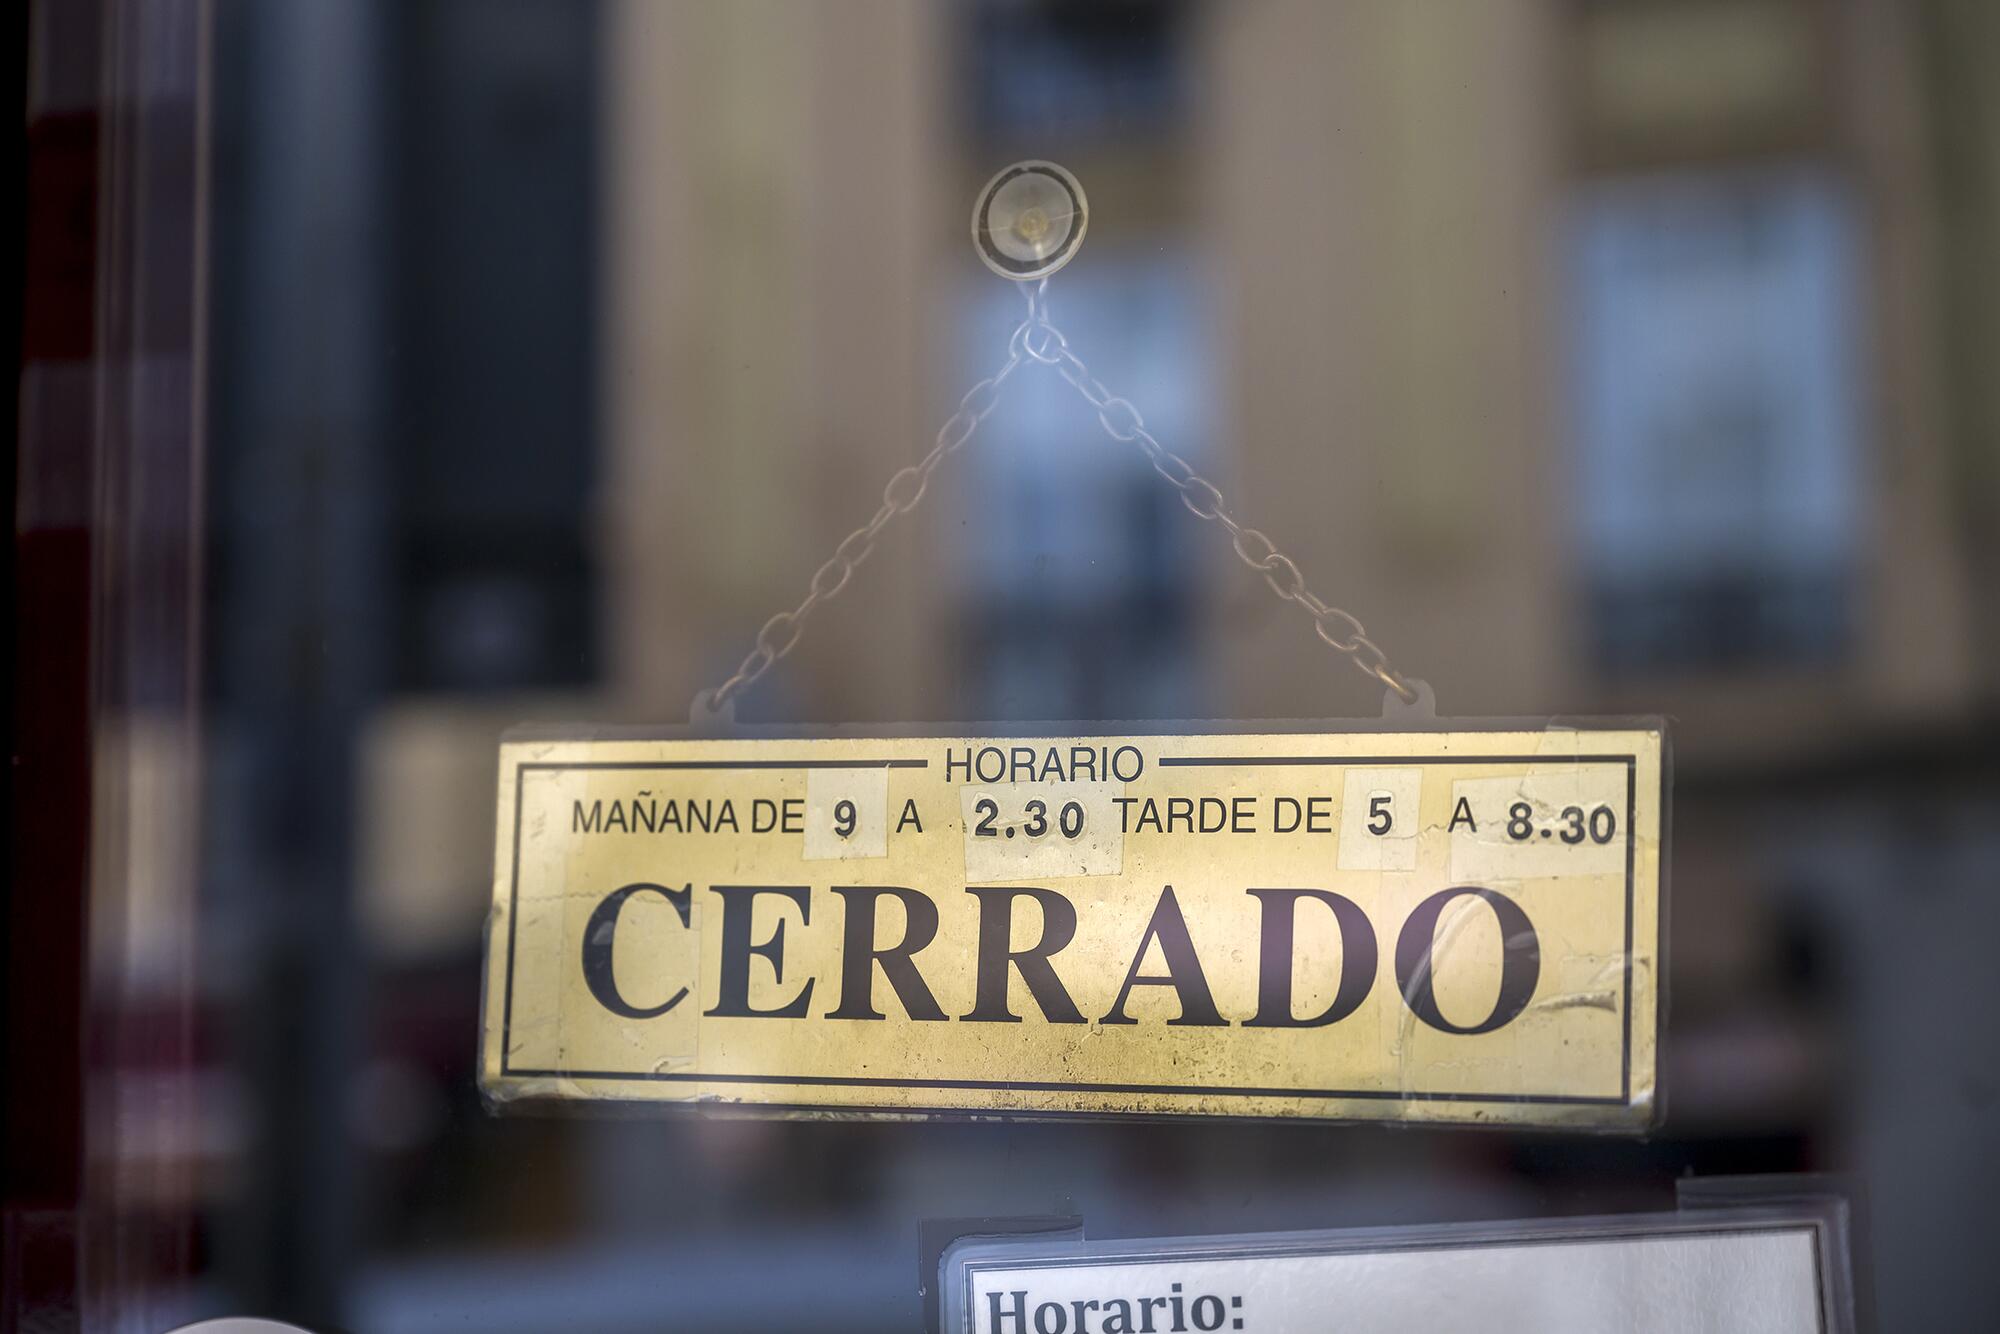 HORARIO
MAÑANA DE 9 A 2.30 TARDE DE 5 A 8.30
CERRADO
Horario: